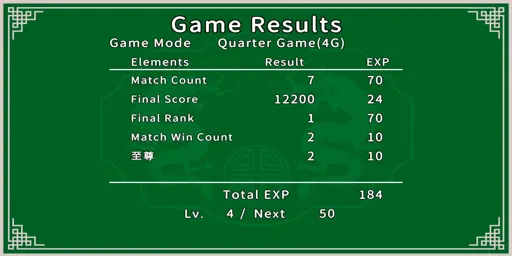 Game Results
Game Mode Quarter Game(4G)
Elements Result EXP
Match Count 7 70
Final Score 12200 24
Final Rank 1 70
Match Win Count 2 10
至尊 2 10
Total EXP 184
Lv. 4 / Next 50